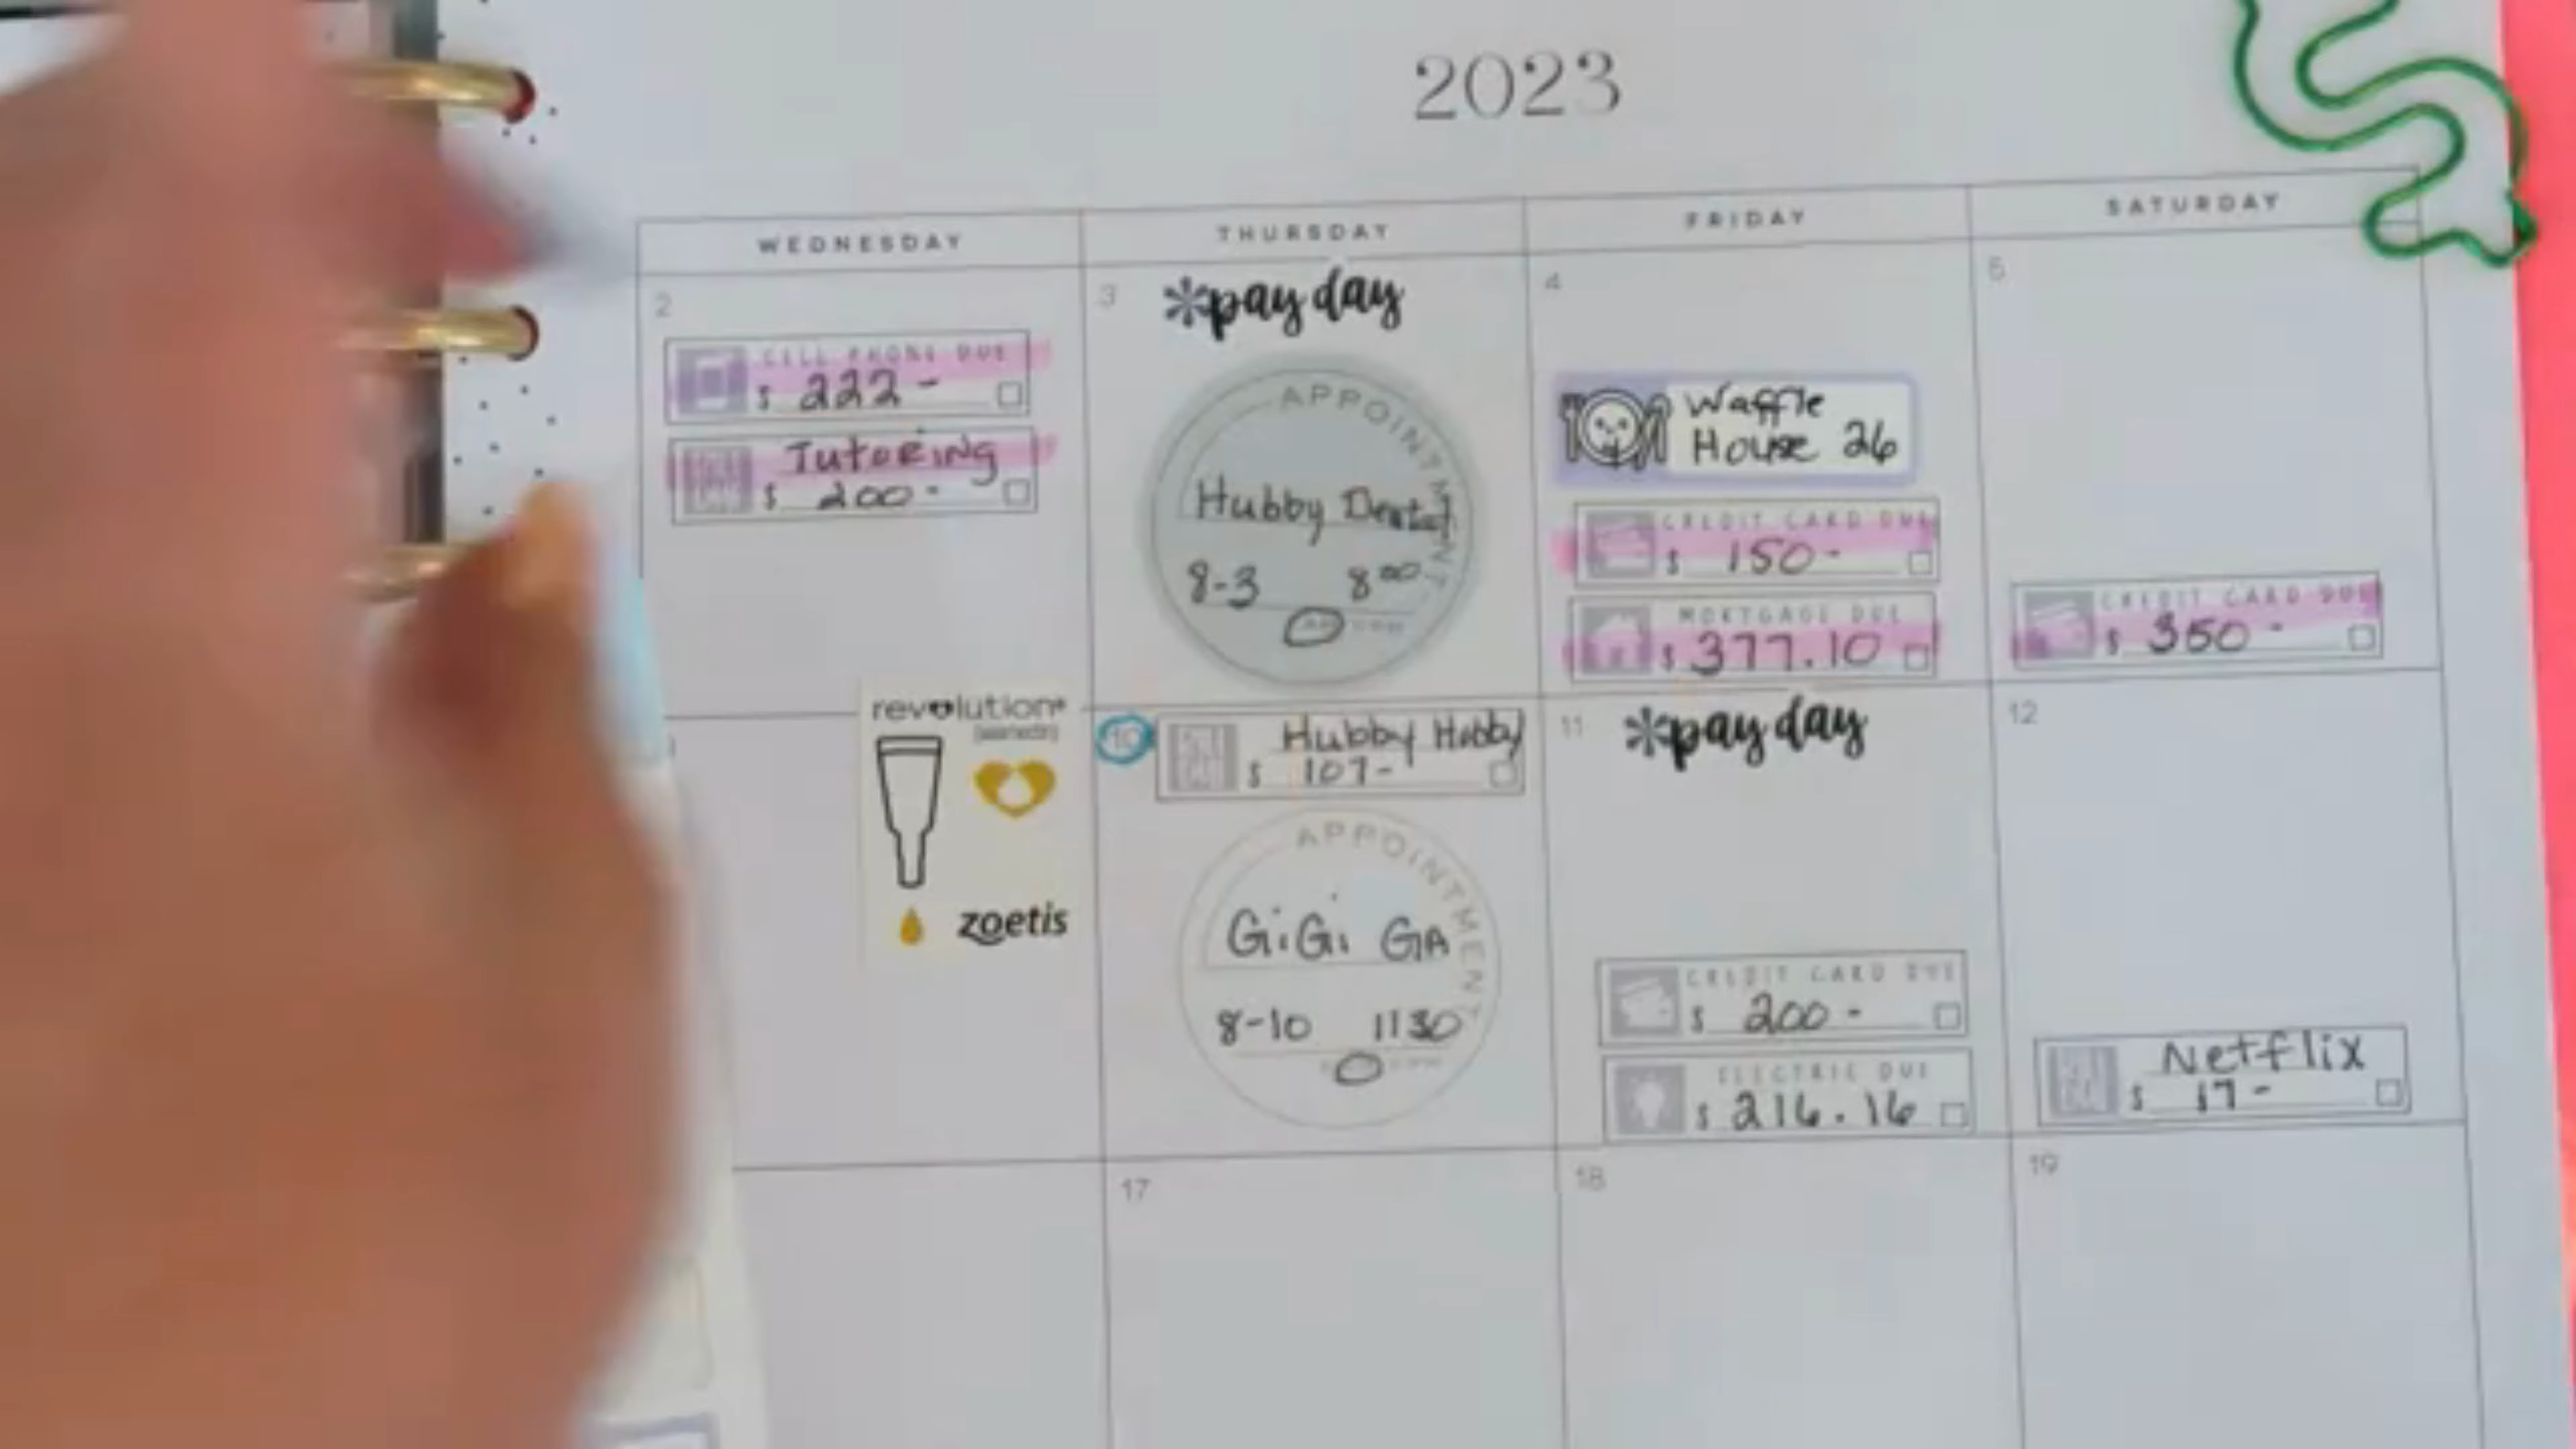 2023
WEDNESDAY
THURSDAY
FRIDAY
SATURDAY
2
CELL PHONE DUE
$ 222-
Tutoring
$ 200-
3
*pay day
APPOINTMENT
Hubby Dental
8-3 8 00
4
Waffle
House 26
CREDIT CARD DUE
$ 150-
MORTGAGE DUE
$ 377.10
5
CREDIT CARD DUE
$ 350-
revolution
zoetis
10
Hubby Hobby
$ 107-
APPOINTMENT
GiGi GA
8-10 1130
11
*pay day
CREDIT CARD DUE
$ 200-
ELECTRIC DUE
$ 216.16
12
Netflix
$ 17-
17
18
19